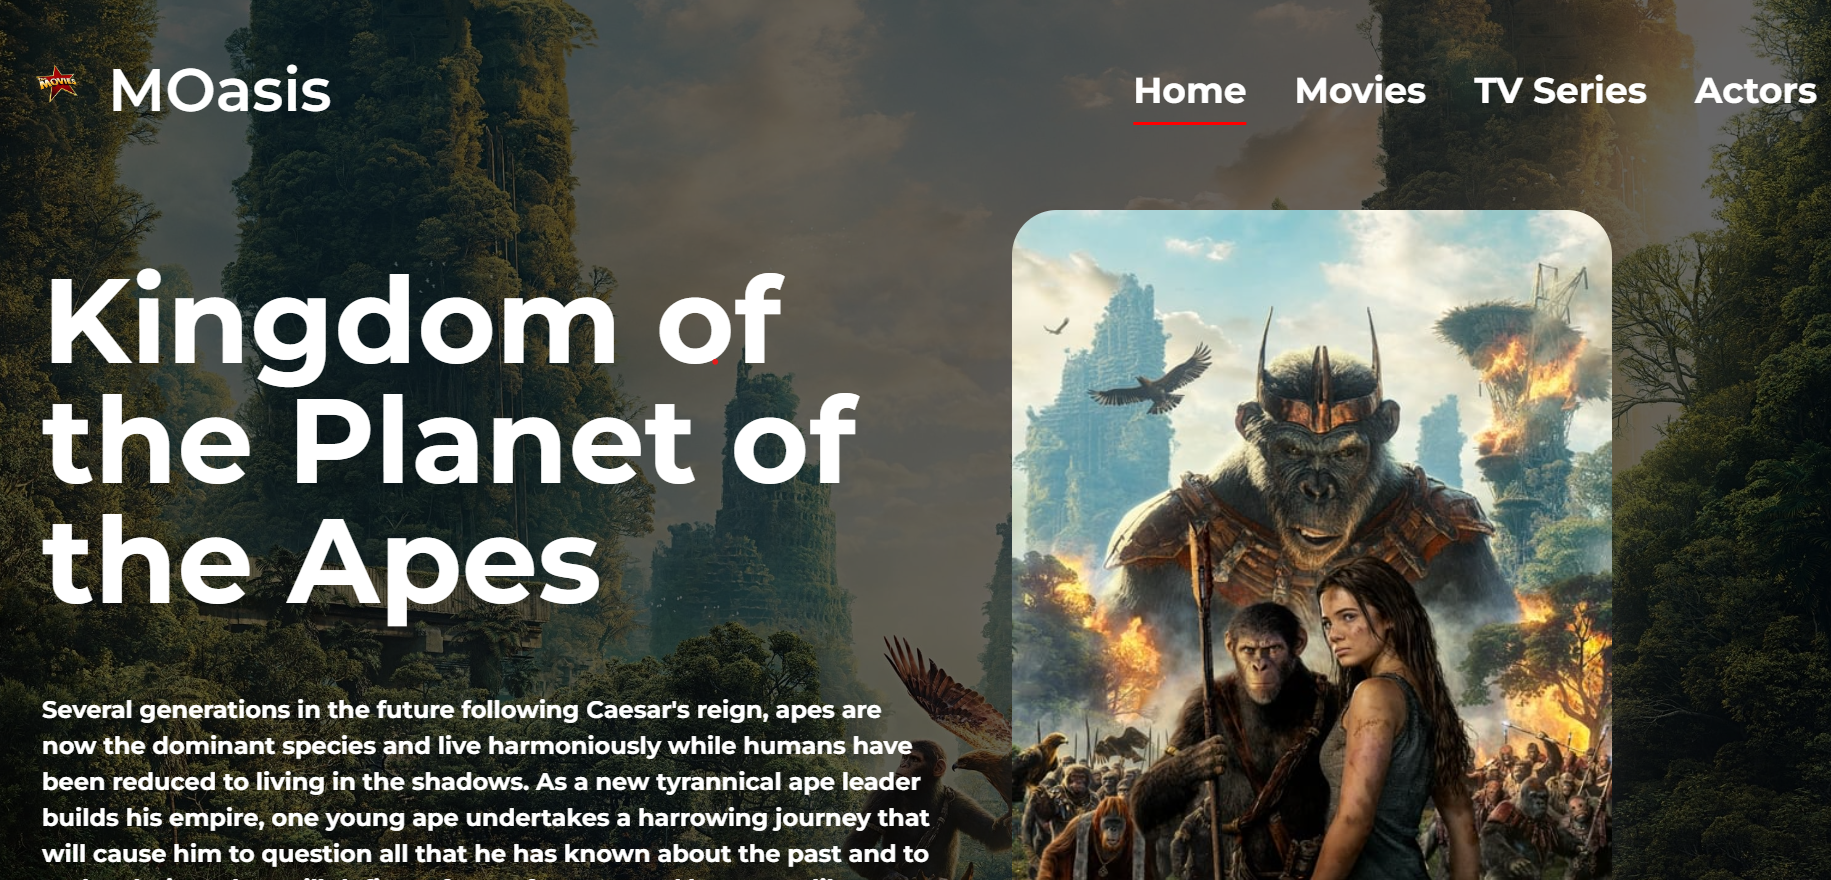 MOVIES
MOasis
Home Movies TV Series Actors
Kingdom of
the Planet of
the Apes
Several generations in the future following Caesar's reign, apes are
now the dominant species and live harmoniously while humans have
been reduced to living in the shadows. As a new tyrannical ape leader
builds his empire, one young ape undertakes a harrowing journey that
will cause him to question all that he has known about the past and to